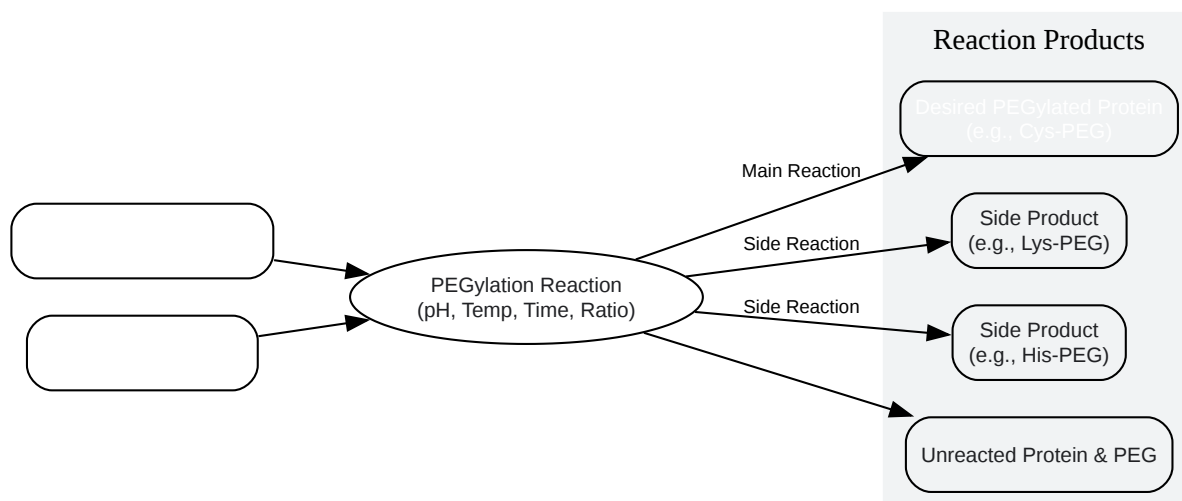 Reaction Products
Desired PEGylated Protein
(e.g., Cys-PEG)
Main Reaction
Side Product
(e.g., Lys-PEG)
Side Reaction
PEGylation Reaction
(pH, Temp, Time, Ratio)
Side Reaction
Side Product
(e.g., His-PEG)
Unreacted Protein & PEG